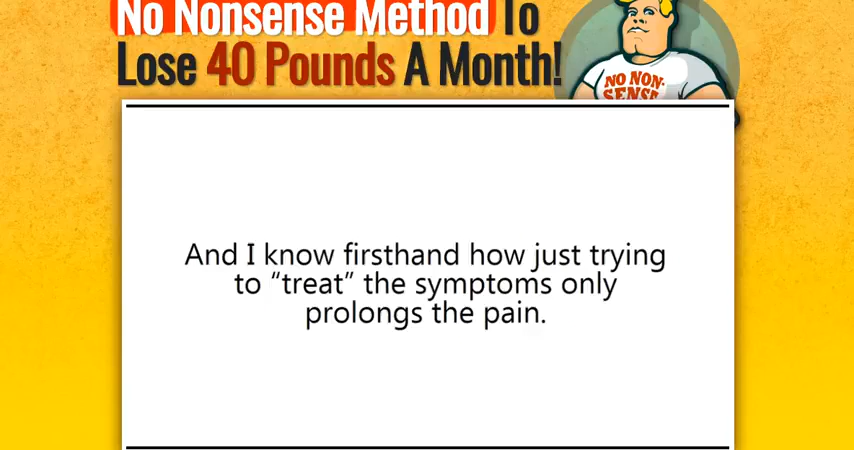 No Nonsense Method To
Lose 40 Pounds A Month!
NO NON-
SENSE
And I know firsthand how just trying
to “treat” the symptoms only
prolongs the pain.